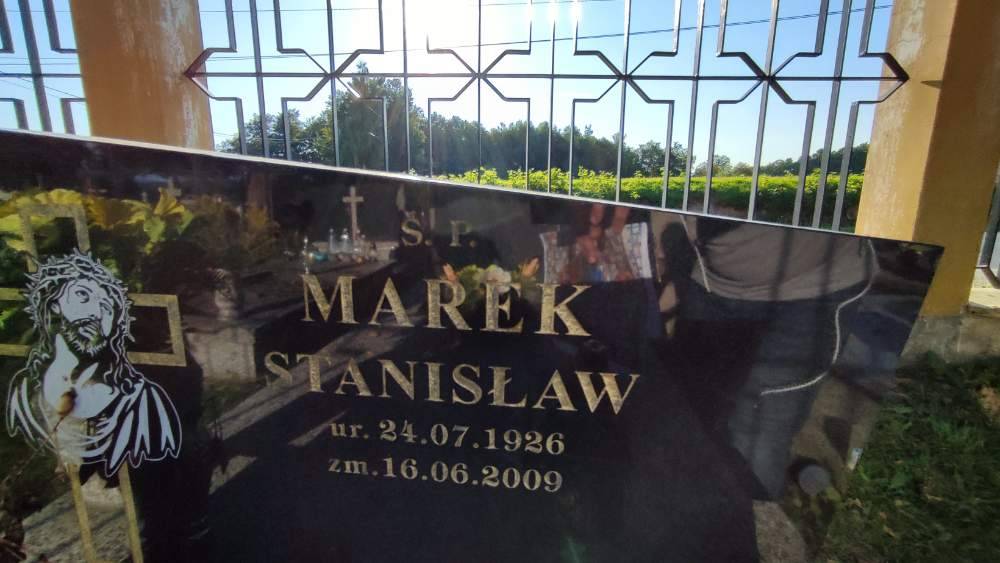 Ś. P.
MAREK
STANISŁAW
ur. 24.07.1926
zm.16.06.2009